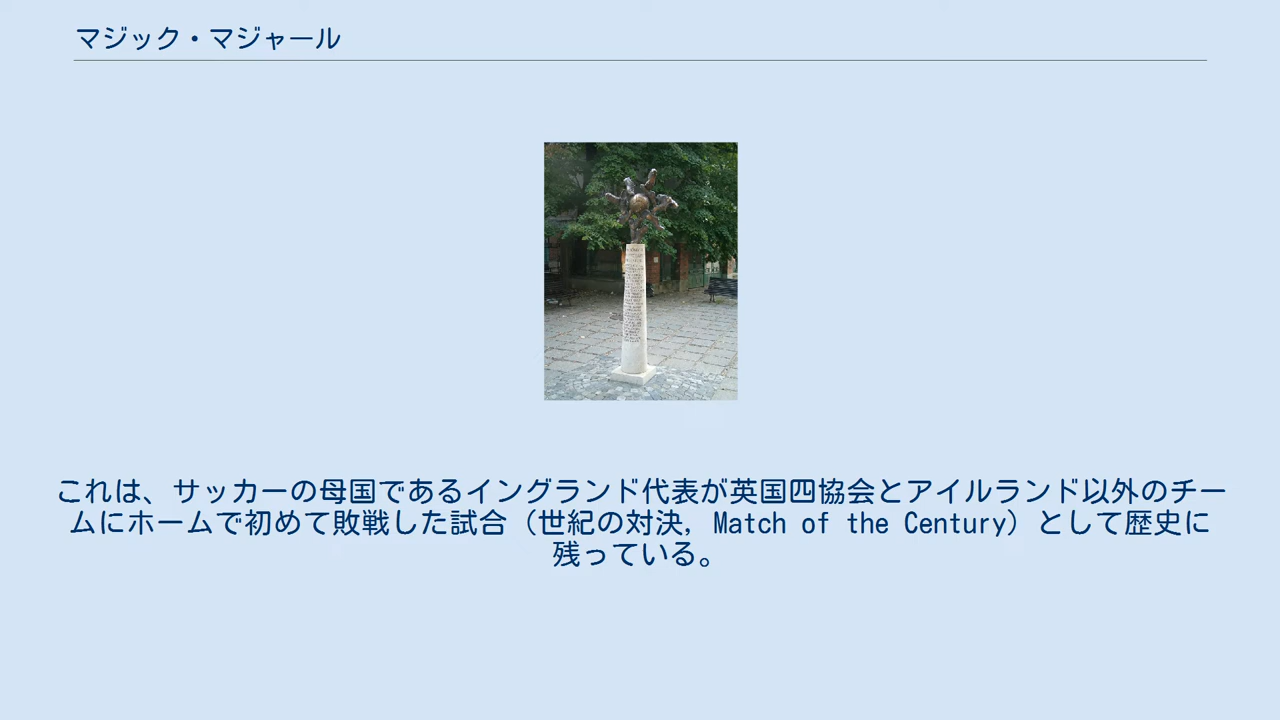 マジック・マジャール
これは、サッカーの母国であるイングランド代表が英国四協会とアイルランド以外のチー
ムにホームで初めて敗戦した試合（世紀の対決，Match of the Century）として歴史に
残っている。